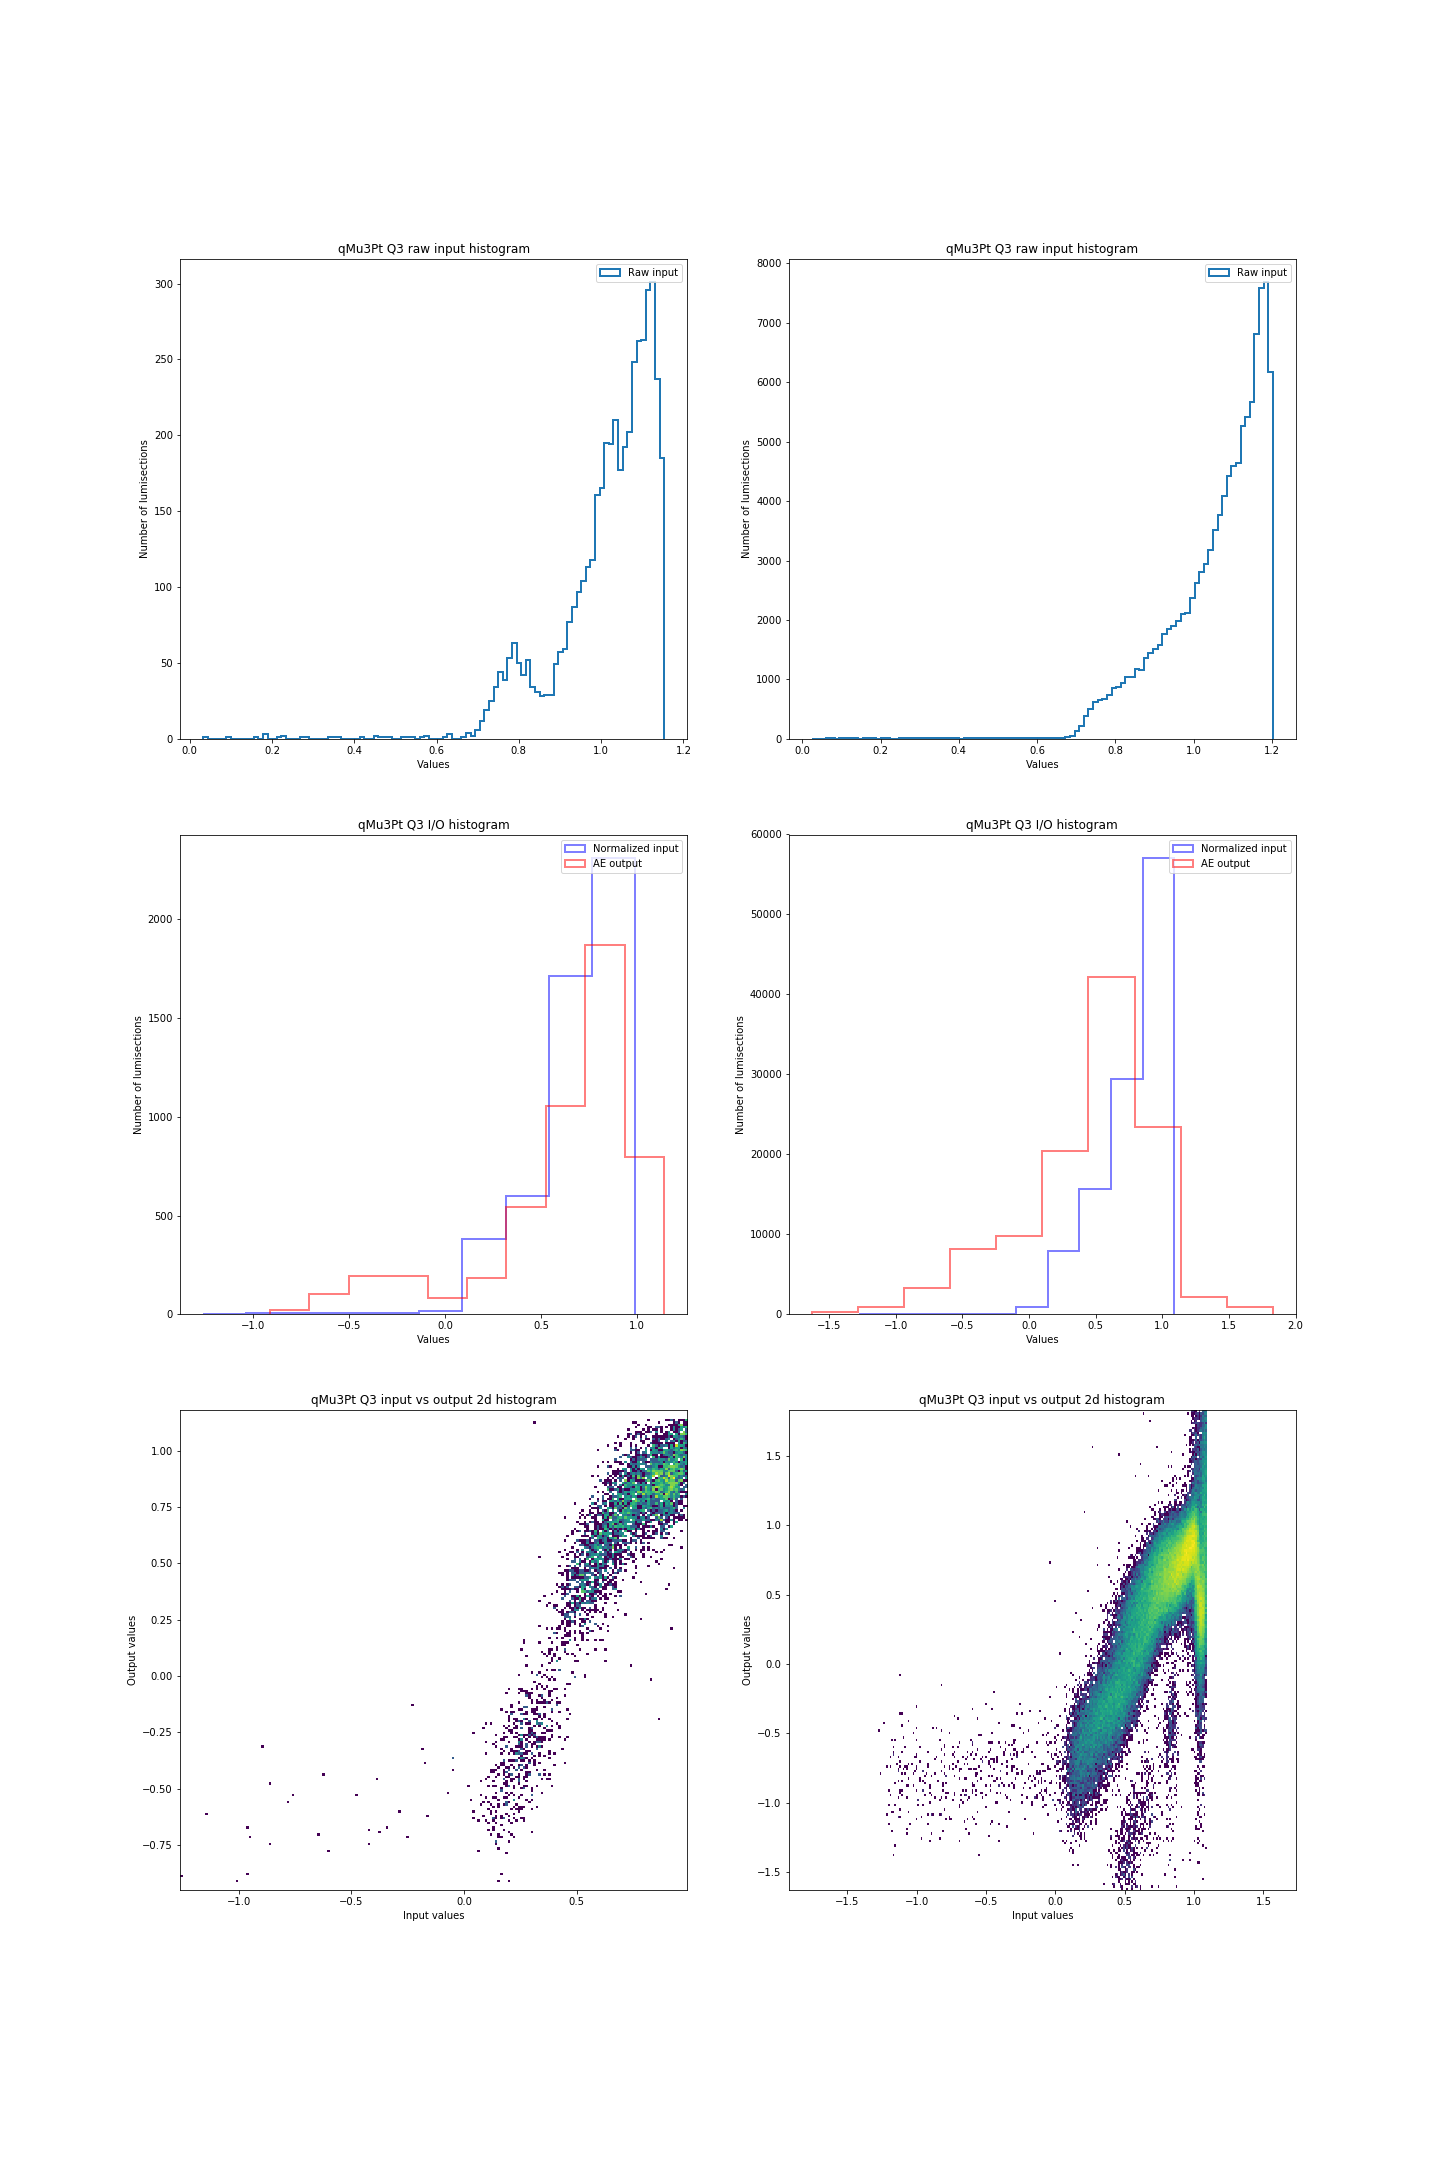 qMu3Pt Q3 raw input histogram
Raw input
300
250
200
150
100
50
0
Number of lumisections
0.0 0.2 0.4 0.6 0.8 1.0 1.2
Values
qMu3Pt Q3 raw input histogram
Raw input
8000
7000
6000
5000
4000
3000
2000
1000
0
Number of lumisections
0.0 0.2 0.4 0.6 0.8 1.0 1.2
Values
qMu3Pt Q3 I/O histogram
Normalized input
AE output
2000
1500
1000
500
0
Number of lumisections
−1.0 −0.5 0.0 0.5 1.0
Values
qMu3Pt Q3 I/O histogram
Normalized input
AE output
60000
50000
40000
30000
20000
10000
0
Number of lumisections
−1.5 −1.0 −0.5 0.0 0.5 1.0 1.5 2.0
Values
qMu3Pt Q3 input vs output 2d histogram
1.00
0.75
0.50
0.25
0.00
−0.25
−0.50
−0.75
Output values
−1.0 −0.5 0.0 0.5
Input values
qMu3Pt Q3 input vs output 2d histogram
1.5
1.0
0.5
0.0
−0.5
−1.0
−1.5
Output values
−1.5 −1.0 −0.5 0.0 0.5 1.0 1.5
Input values